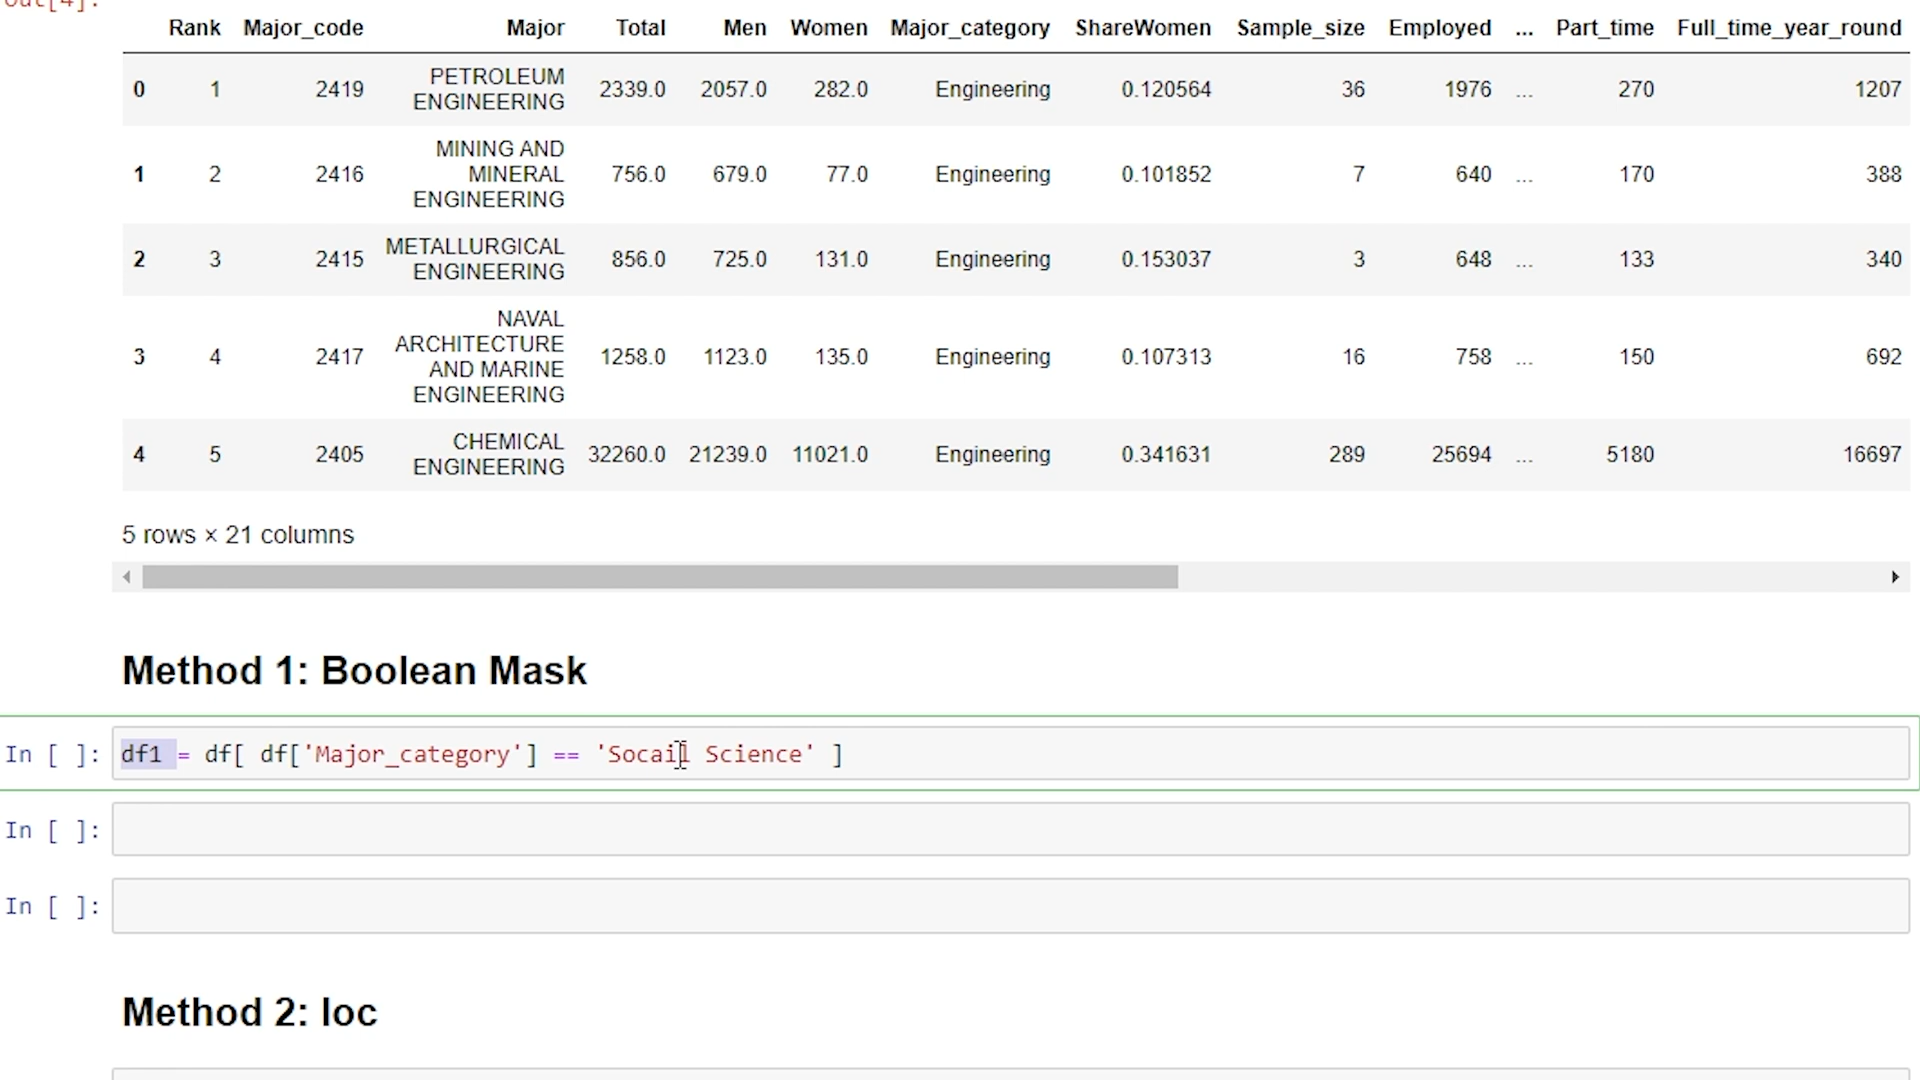 Out[4]:
Rank Major_code Major Total Men Women Major_category ShareWomen Sample_size Employed ... Part_time Full_time_year_round
0 1 2419 PETROLEUM ENGINEERING 2339.0 2057.0 282.0 Engineering 0.120564 36 1976 ... 270 1207
1 2 2416 MINING AND MINERAL ENGINEERING 756.0 679.0 77.0 Engineering 0.101852 7 640 ... 170 388
2 3 2415 METALLURGICAL ENGINEERING 856.0 725.0 131.0 Engineering 0.153037 3 648 ... 133 340
3 4 2417 NAVAL ARCHITECTURE AND MARINE ENGINEERING 1258.0 1123.0 135.0 Engineering 0.107313 16 758 ... 150 692
4 5 2405 CHEMICAL ENGINEERING 32260.0 21239.0 11021.0 Engineering 0.341631 289 25694 ... 5180 16697
5 rows × 21 columns
Method 1: Boolean Mask
In [ ]: df1 = df[ df['Major_category'] == 'Socail Science' ]
In [ ]:
In [ ]:
Method 2: loc